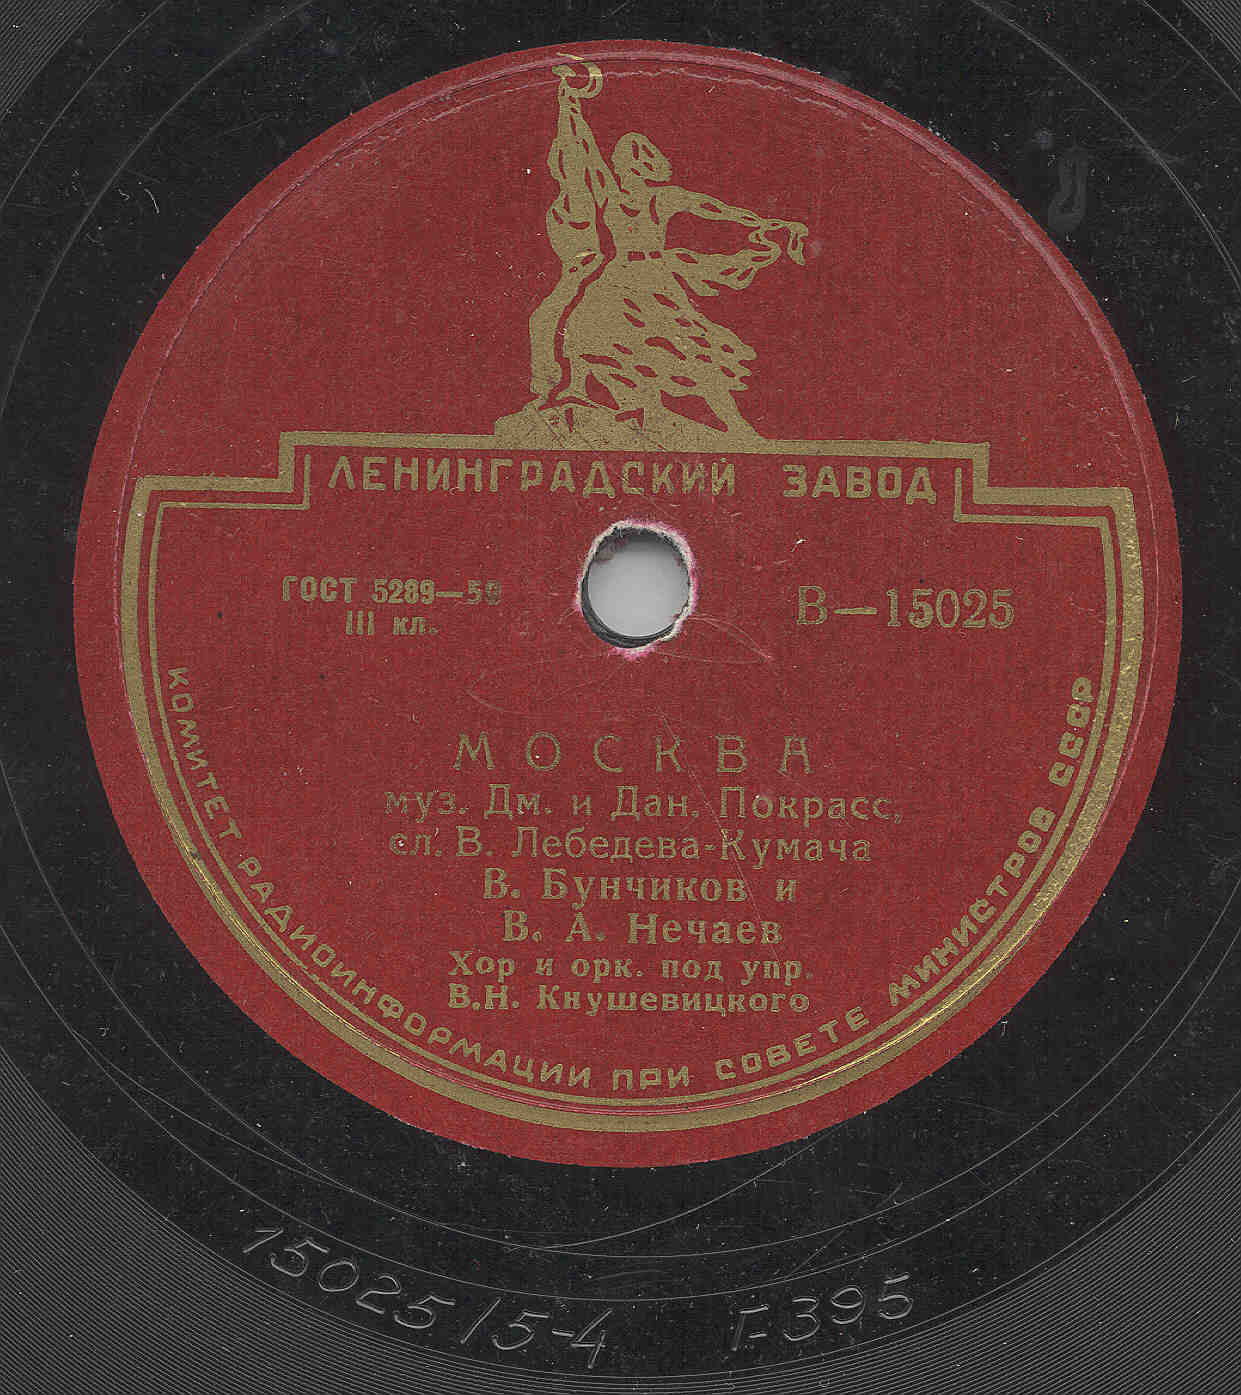 ЛЕНИНГРАДСКИЙ ЗАВОД
ГОСТ 5289—50
III кл.
В—15025
МОСКВА
муз. Дм. и Дан. Покрасс,
сл. В. Лебедева-Кумача
В. Бунчиков и
В. А. Нечаев
Хор и орк. под упр.
В.Н. Кнушевицкого
КОМИТЕТ РАДИОИНФОРМАЦИИ ПРИ СОВЕТЕ МИНИСТРОВ СССР
15025/5-4 Г-395